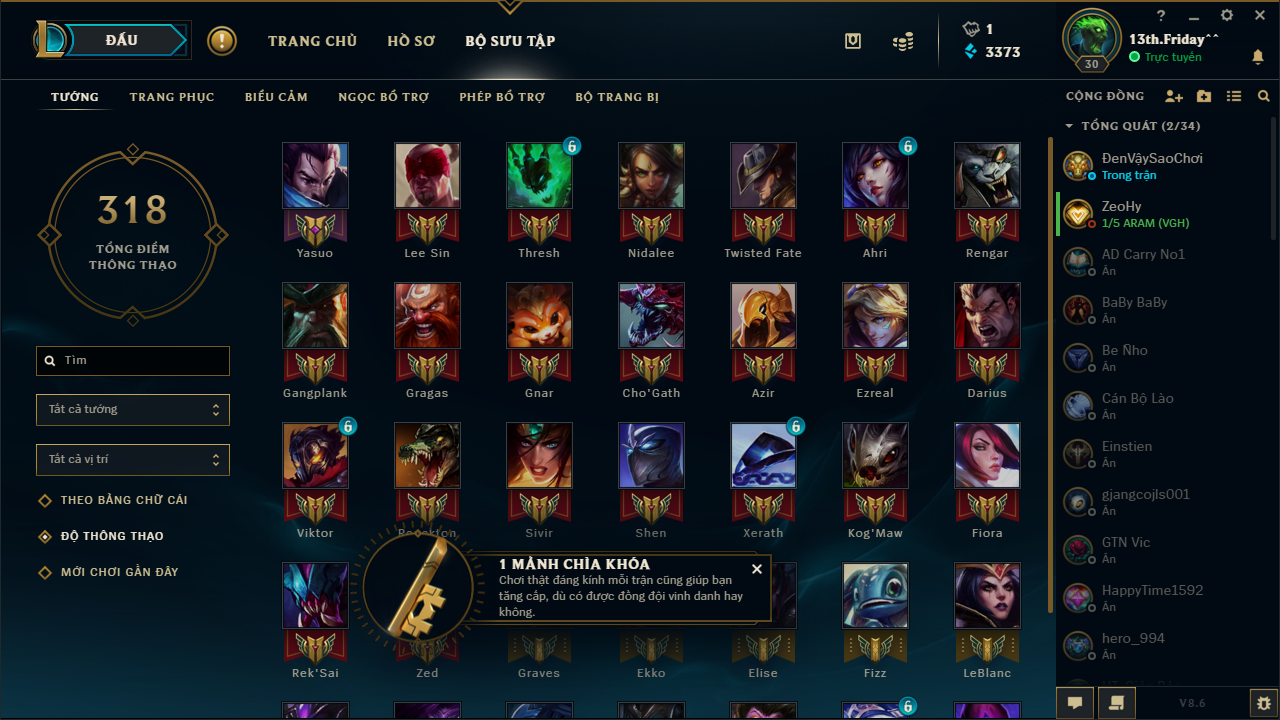 ĐẤU
TRANG CHỦ
HỒ SƠ
BỘ SƯU TẬP
1
3373
30
13th.Friday^^
Trực tuyến
TƯỚNG
TRANG PHỤC
BIỂU CẢM
NGỌC BỔ TRỢ
PHÉP BỔ TRỢ
BỘ TRANG BỊ
CỘNG ĐỒNG
318
TỔNG ĐIỂM
THÔNG THẠO
Tìm
Tất cả tướng
Tất cả vị trí
THEO BẢNG CHỮ CÁI
ĐỘ THÔNG THẠO
MỚI CHƠI GẦN ĐÂY
6
6
Yasuo
Lee Sin
Thresh
Nidalee
Twisted Fate
Ahri
Rengar
Gangplank
Gragas
Gnar
Cho'Gath
Azir
Ezreal
Darius
6
6
Viktor
Sivir
Shen
Xerath
Kog'Maw
Fiora
1 MẢNH CHÌA KHÓA
Chơi thật đáng kính mỗi trận cũng giúp bạn
tăng cấp, dù có được đồng đội vinh danh hay
không.
Rek'Sai
Zed
Graves
Ekko
Elise
Fizz
LeBlanc
6
TỔNG QUÁT (2/34)
ĐenVậySaoChơi
Trong trận
ZeoHy
1/5 ARAM (VGH)
AD Carry No1
Ẩn
BaBy BaBy
Ẩn
Be Ñho
Ẩn
Cán Bộ Lào
Ẩn
Einstien
Ẩn
gjangcojls001
Ẩn
GTN Vic
Ẩn
HappyTime1592
Ẩn
hero_994
Ẩn
V8.6